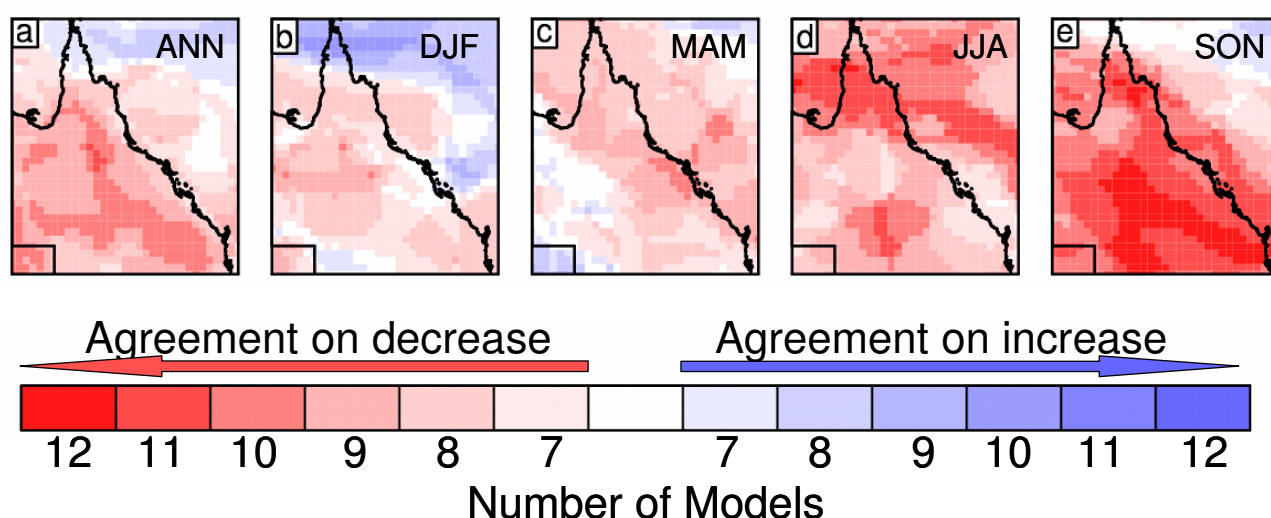 a ANN
b DJF
c MAM
d JJA
e SON
Agreement on decrease Agreement on increase
12 11 10 9 8 7 7 8 9 10 11 12
Number of Models